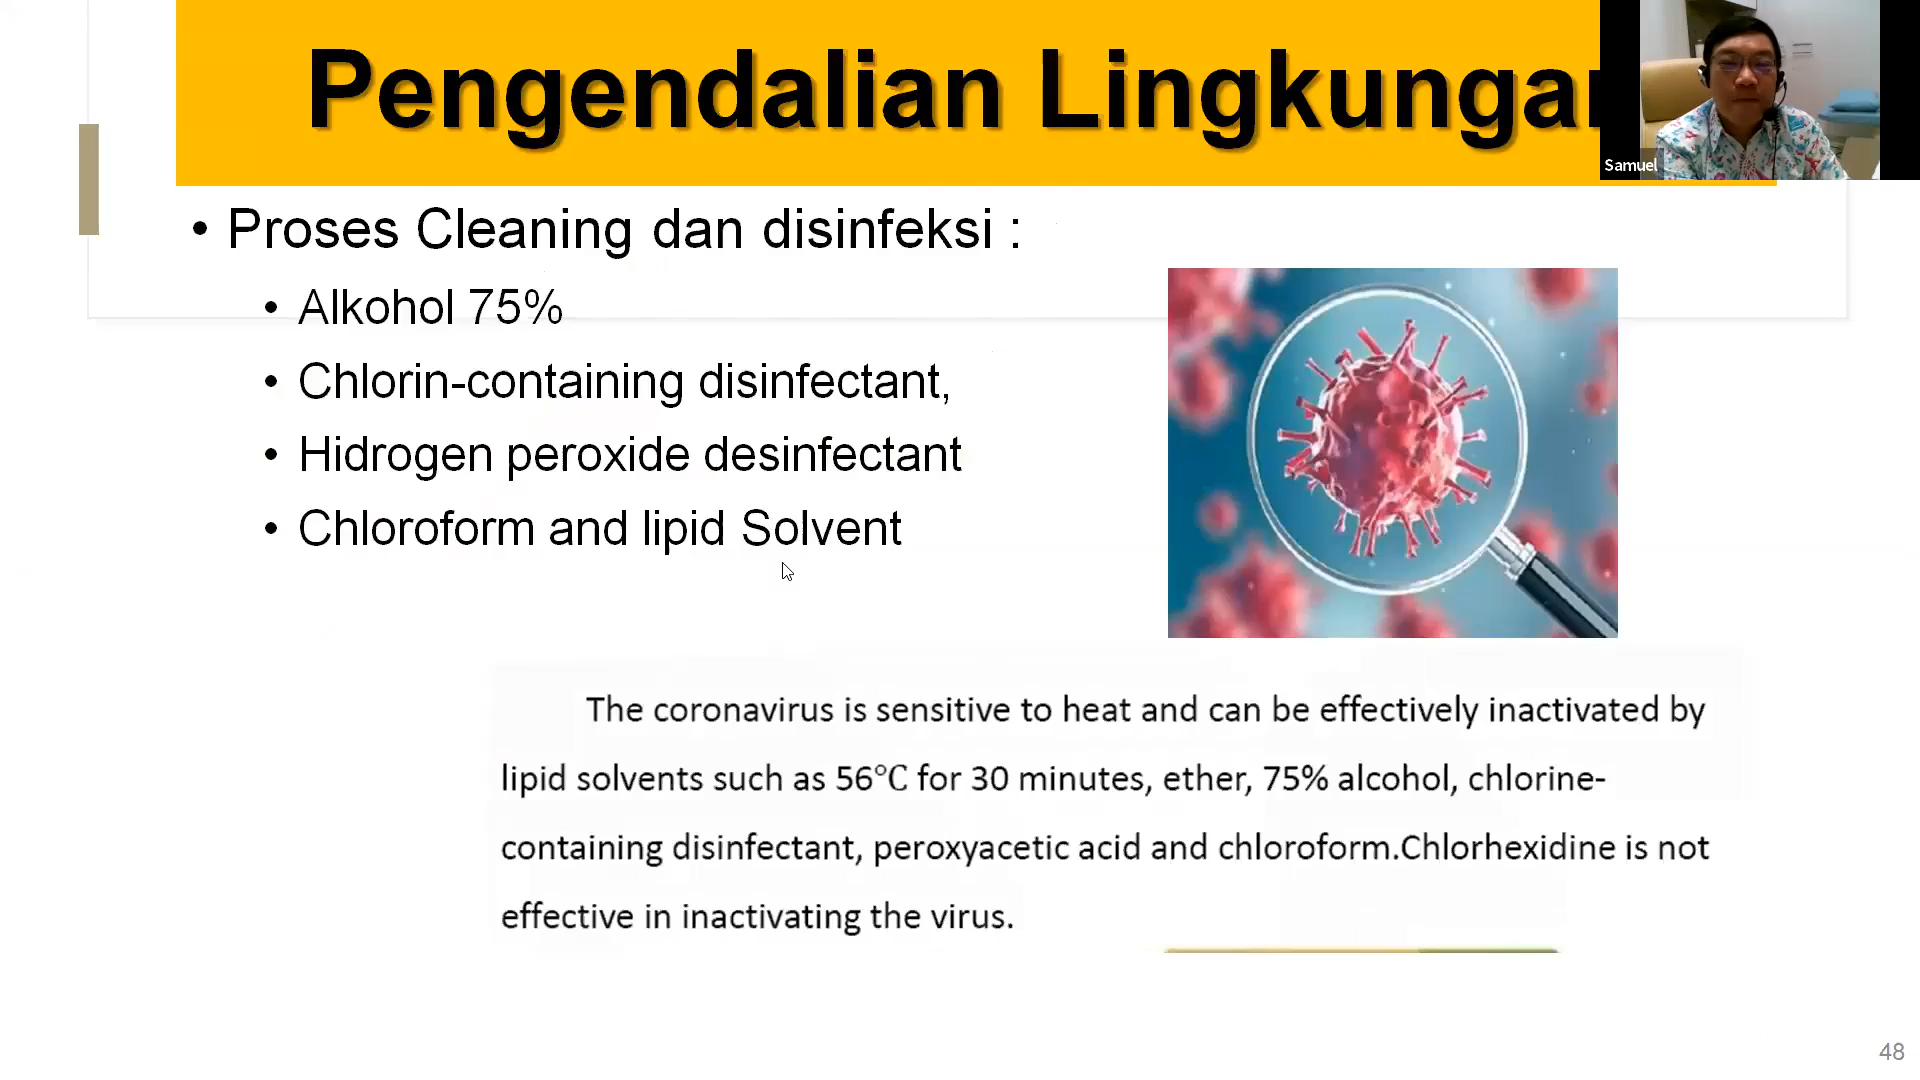 Pengendalian Lingkungan
Samuel
• Proses Cleaning dan disinfeksi :
• Alkohol 75%
• Chlorin-containing disinfectant,
• Hidrogen peroxide desinfectant
• Chloroform and lipid Solvent
The coronavirus is sensitive to heat and can be effectively inactivated by
lipid solvents such as 56℃ for 30 minutes, ether, 75% alcohol, chlorine-
containing disinfectant, peroxyacetic acid and chloroform.Chlorhexidine is not
effective in inactivating the virus.
48